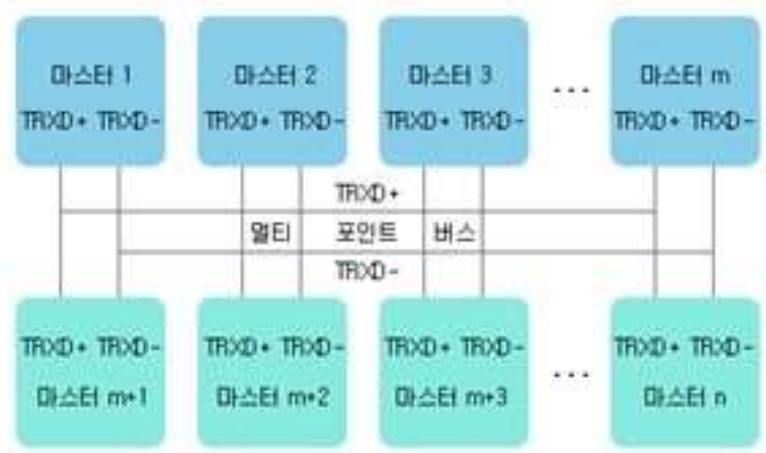 마스터 1 마스터 2 마스터 3 ... 마스터 m
TRXD+ TRXD- TRXD+ TRXD- TRXD+ TRXD- TRXD+ TRXD-
TRXD+
멀티 포인트 버스
TRXD-
TRXD+ TRXD- TRXD+ TRXD- TRXD+ TRXD- TRXD+ TRXD-
마스터 m+1 마스터 m+2 마스터 m+3 ... 마스터 n